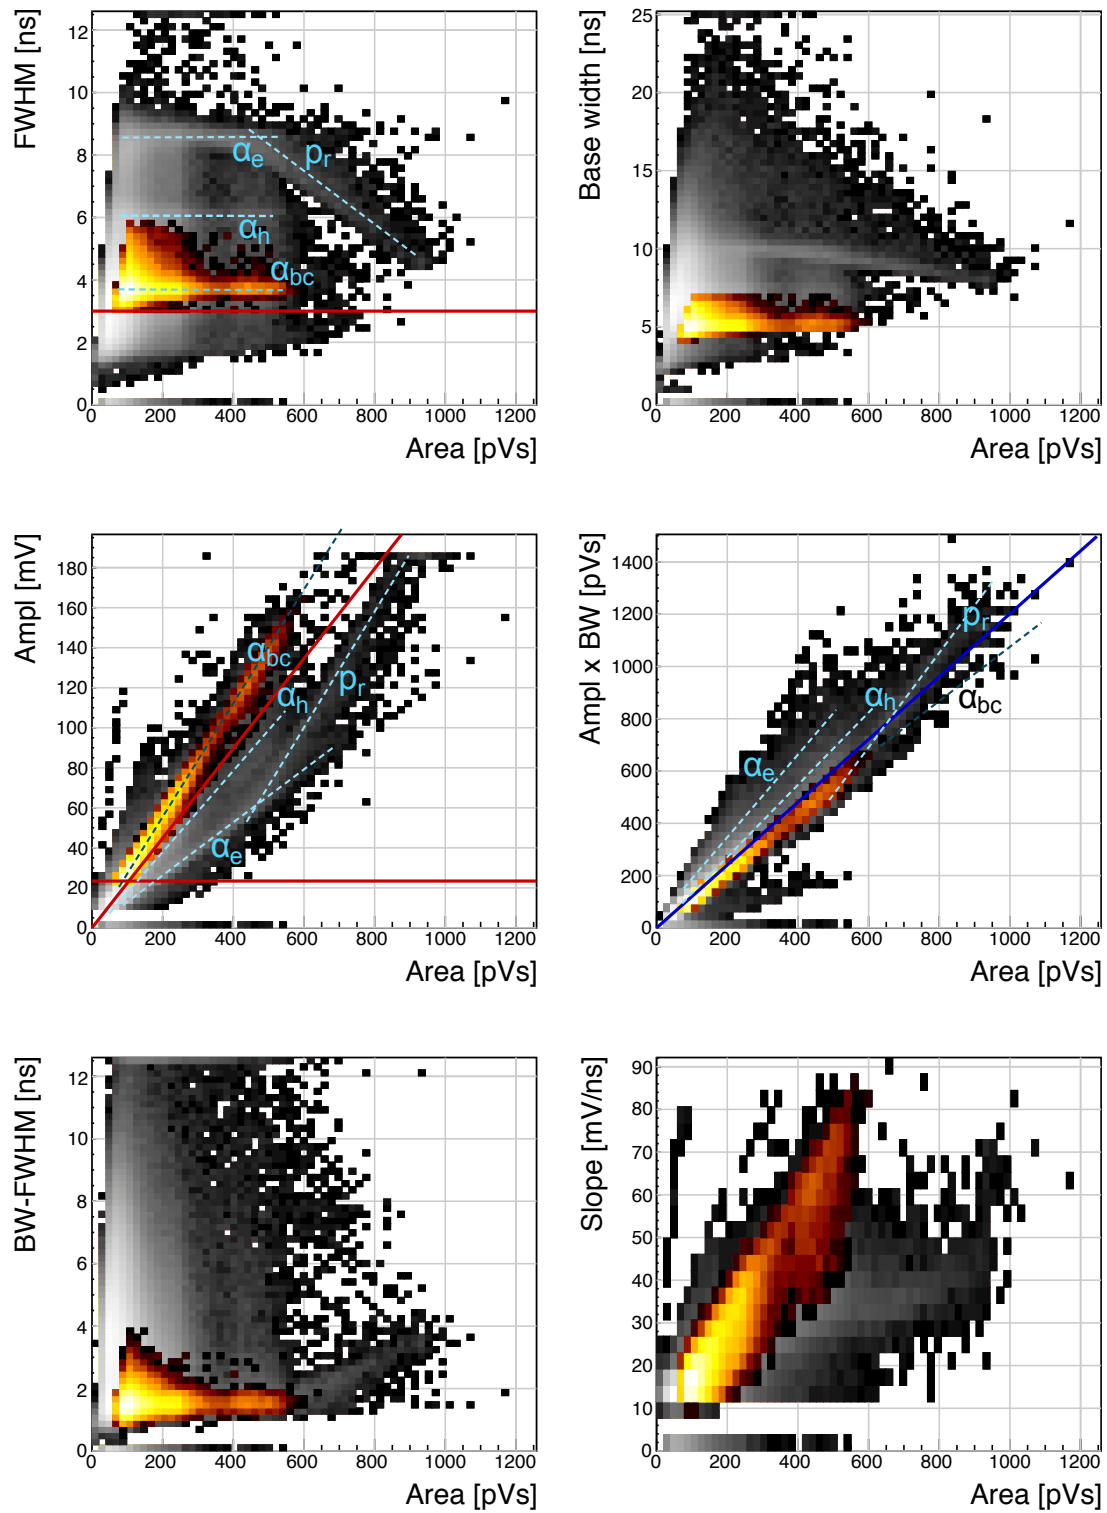 FWHM [ns]
12
10
8
6
4
2
0
αe
pr
αh
αbc
0 200 400 600 800 1000 1200
Area [pVs]
Base width [ns]
25
20
15
10
5
0
0 200 400 600 800 1000 1200
Area [pVs]
Ampl [mV]
180
160
140
120
100
80
60
40
20
0
αbc
αh
pr
αe
0 200 400 600 800 1000 1200
Area [pVs]
Ampl x BW [pVs]
1400
1200
1000
800
600
400
200
0
pr
αh
αbc
αe
0 200 400 600 800 1000 1200
Area [pVs]
BW-FWHM [ns]
12
10
8
6
4
2
0
0 200 400 600 800 1000 1200
Area [pVs]
Slope [mV/ns]
90
80
70
60
50
40
30
20
10
0
0 200 400 600 800 1000 1200
Area [pVs]